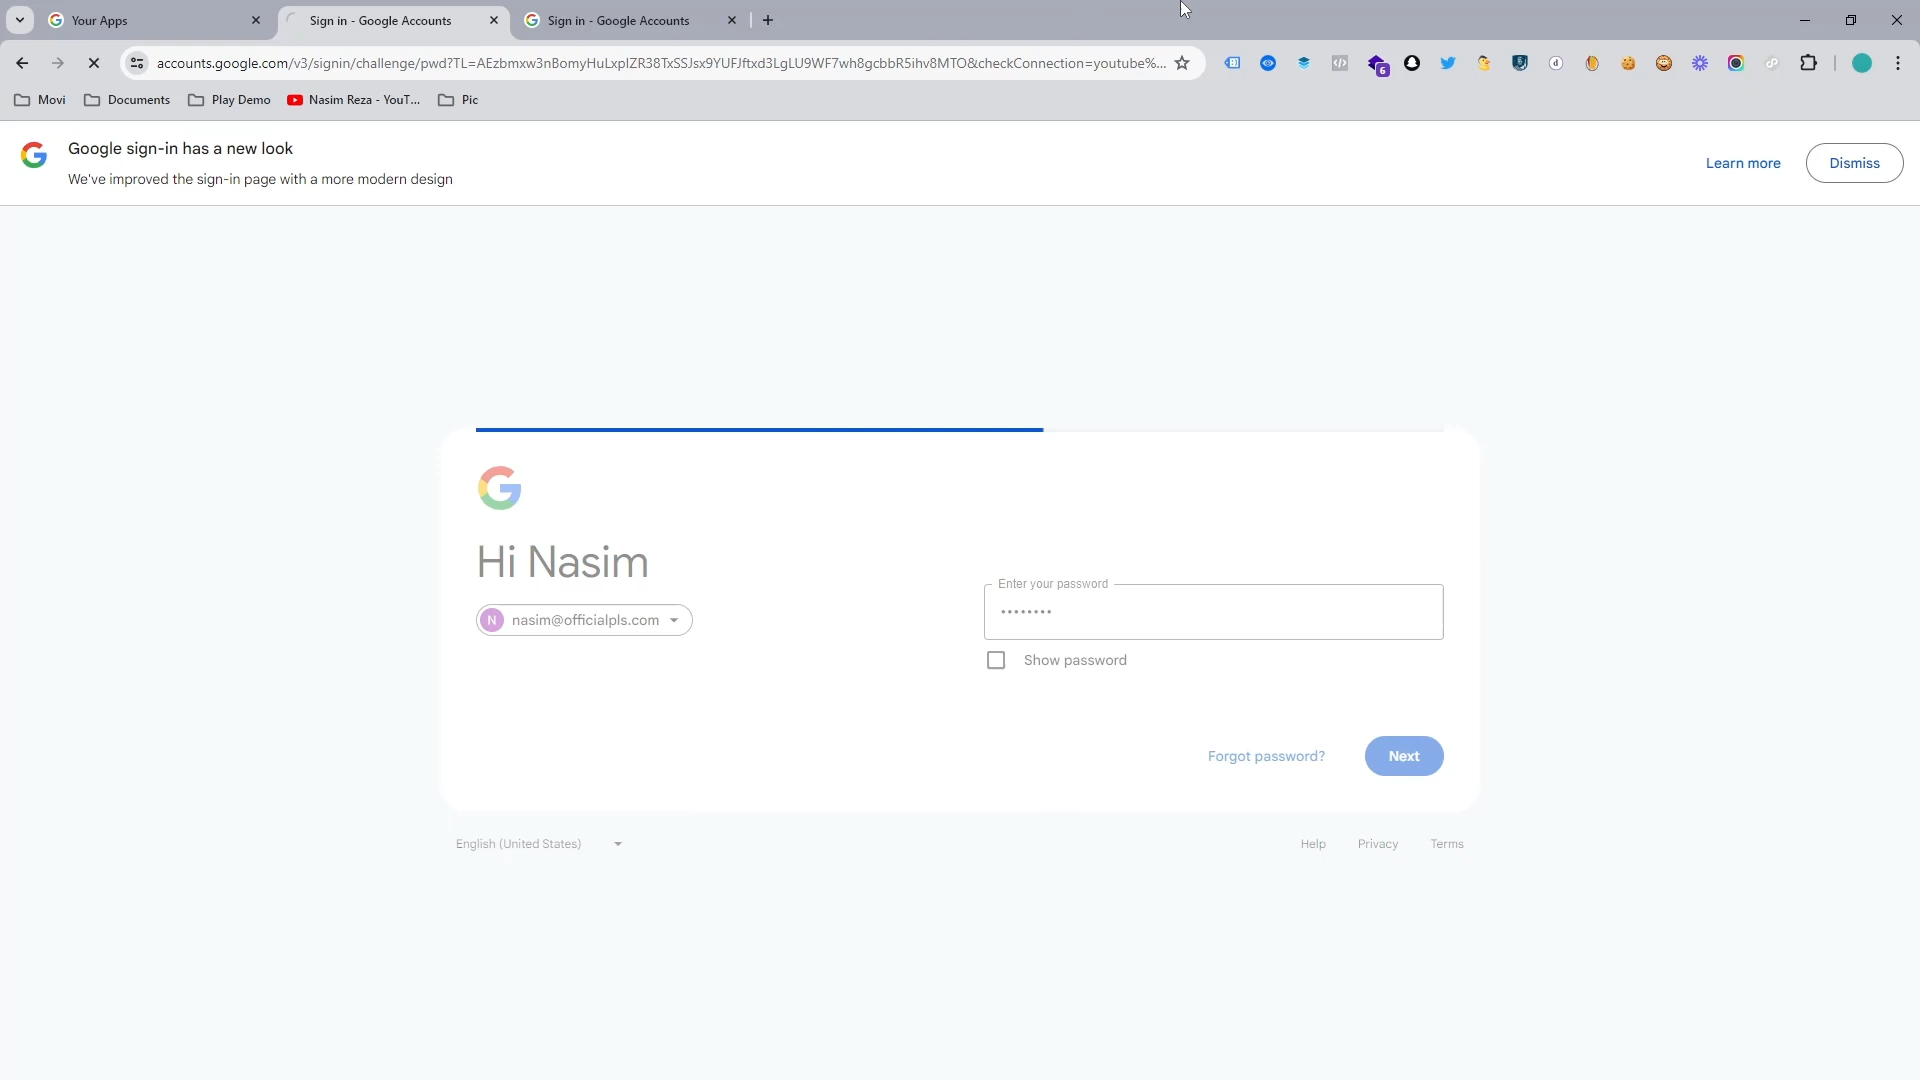 Your Apps
Sign in - Google Accounts
Sign in - Google Accounts
accounts.google.com/v3/signin/challenge/pwd?TL=AEzbmxw3nBomyHuLxpIZR38TxSSJsx9YUFJftxd3LgLU9WF7wh8gcbbR5ihv8MTO&checkConnection=youtube%...
6
Movi
Documents
Play Demo
Nasim Reza - YouT...
Pic
Google sign-in has a new look
We've improved the sign-in page with a more modern design
Learn more
Dismiss
Hi Nasim
N nasim@officialpls.com
Enter your password
••••••••
Show password
Forgot password?
Next
English (United States)
Help
Privacy
Terms